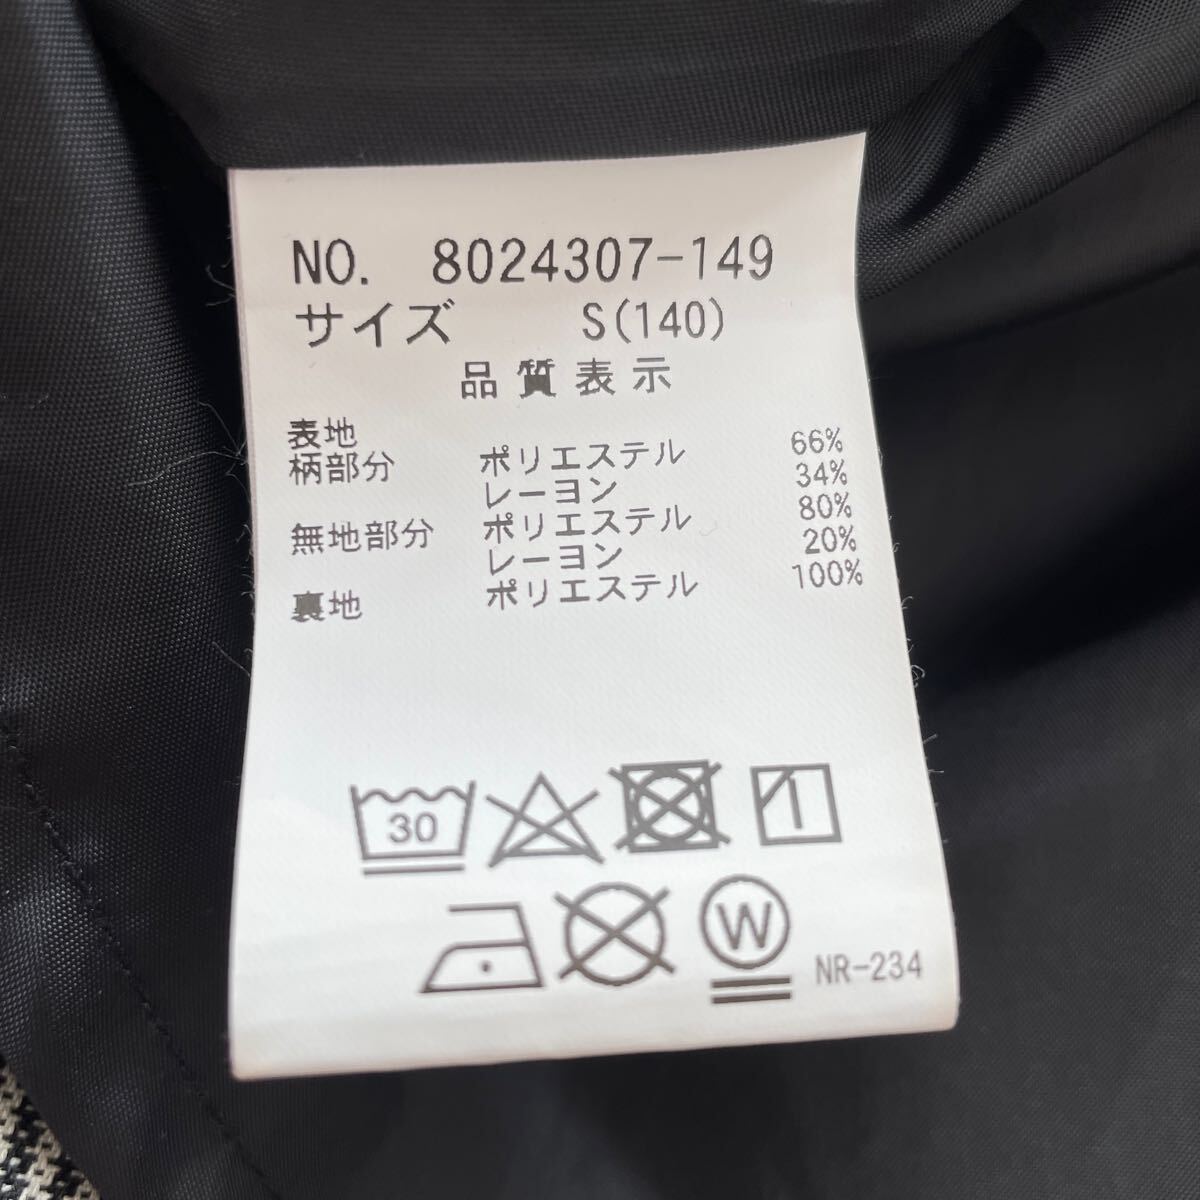 NO. 8024307-149
サイズ S(140)
品質表示
表地
柄部分 ポリエステル 66%
レーヨン 34%
無地部分 ポリエステル 80%
レーヨン 20%
裏地 ポリエステル 100%
30
W
NR-234